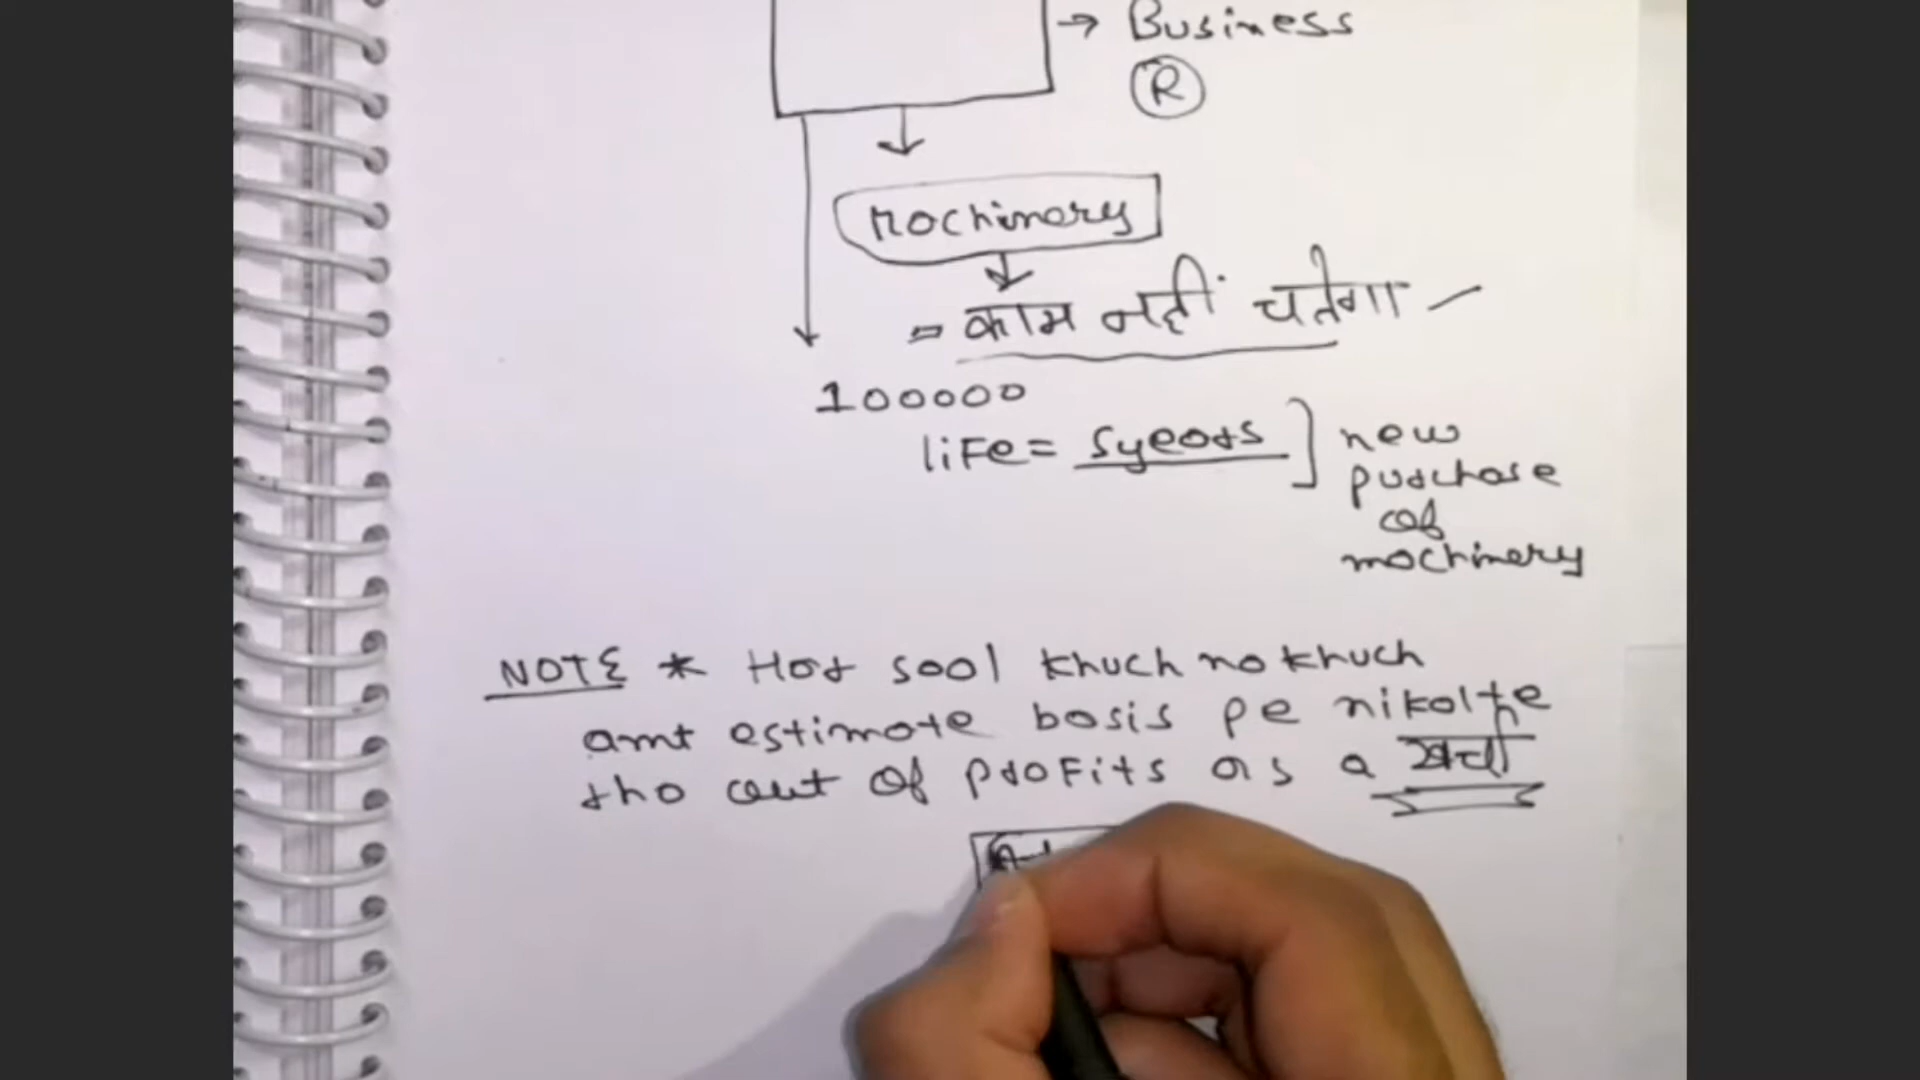 → Business
R
Machinery
= काम नहीं चलेगा -
100000
life = 5years ] new
purchase
of
machinery
NOTE * Har saal khuch na khuch
amt estimate basis pe nikalte
rho out of profits as a खर्चा